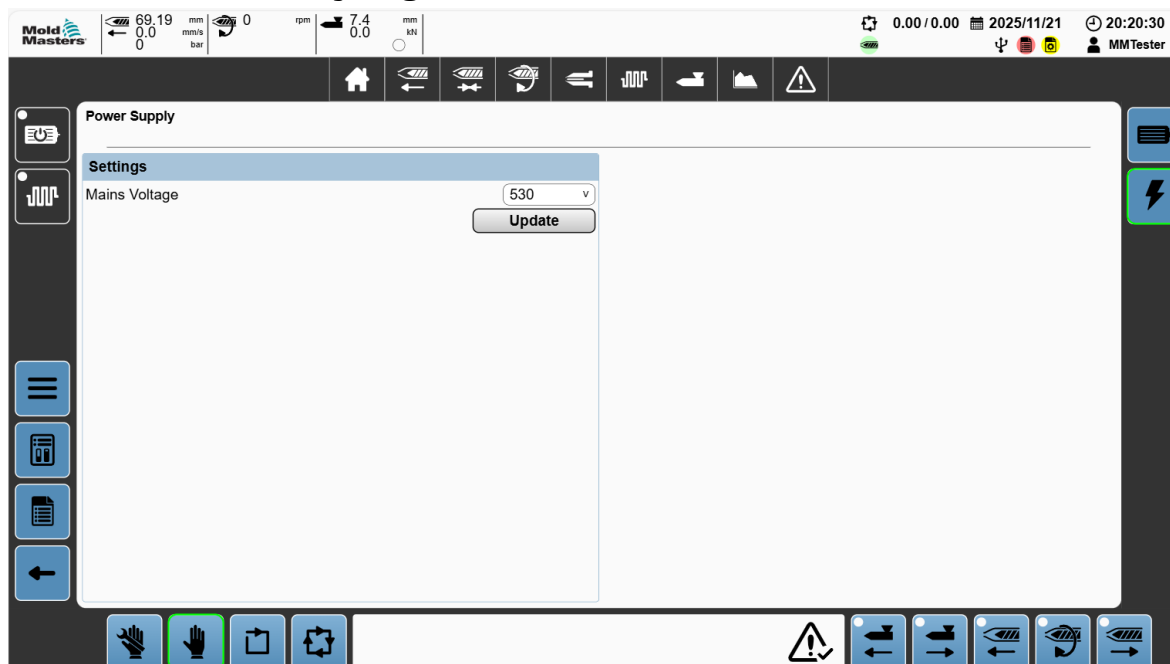 Mold
Masters
69.19 mm
0.0 mm/s
0 bar
0 rpm
7.4 mm
0.0 kN
0.00 / 0.00 2025/11/21 20:20:30
MMTester
Power Supply
Settings
Mains Voltage 530 v
Update